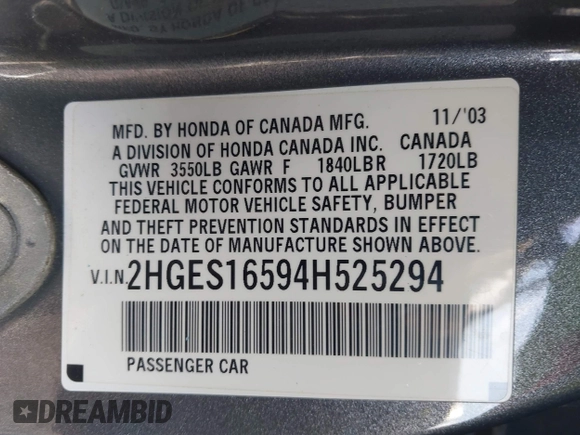 MFD. BY HONDA OF CANADA MFG. 11/'03
A DIVISION OF HONDA CANADA INC. CANADA
GVWR 3550LB GAWR F 1840LB R 1720LB
THIS VEHICLE CONFORMS TO ALL APPLICABLE
FEDERAL MOTOR VEHICLE SAFETY, BUMPER
AND THEFT PREVENTION STANDARDS IN EFFECT
ON THE DATE OF MANUFACTURE SHOWN ABOVE.
V.I.N. 2HGES16594H525294
PASSENGER CAR
DREAMBID